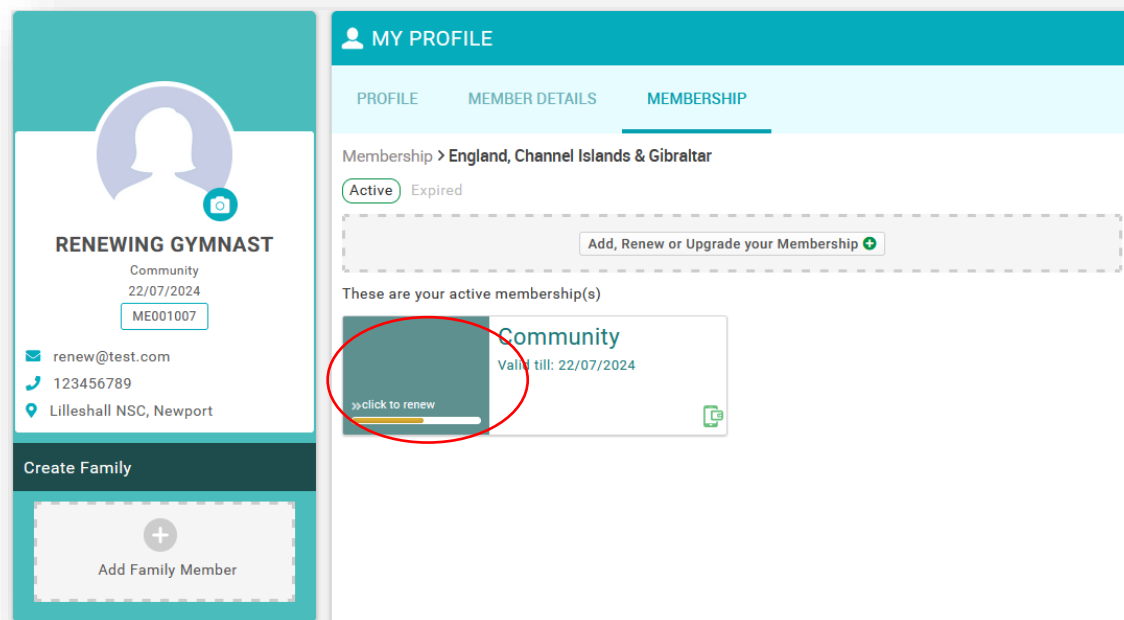 RENEWING GYMNAST
Community
22/07/2024
ME001007
renew@test.com
123456789
Lilleshall NSC, Newport
Create Family
Add Family Member
MY PROFILE
PROFILE MEMBER DETAILS MEMBERSHIP
Membership > England, Channel Islands & Gibraltar
Active Expired
Add, Renew or Upgrade your Membership
These are your active membership(s)
Community
Valid till: 22/07/2024
»click to renew